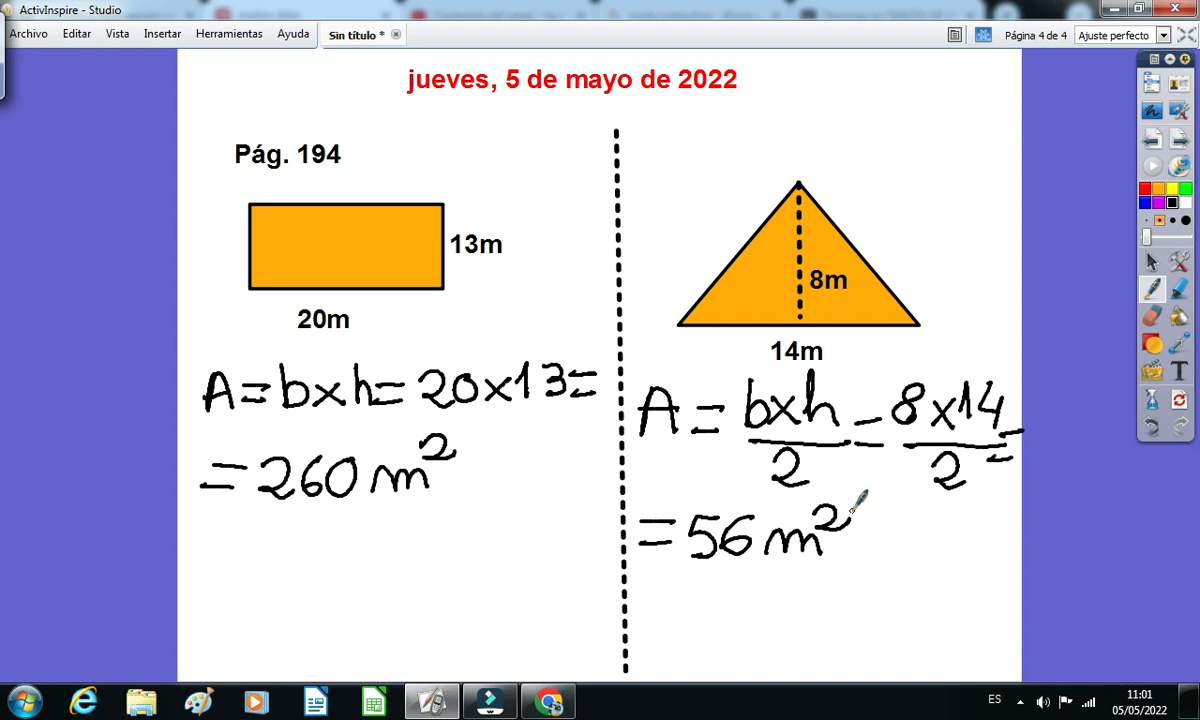 ActivInspire - Studio
Archivo Editar Vista Insertar Herramientas Ayuda Sin título * Página 4 de 4 Ajuste perfecto
jueves, 5 de mayo de 2022
Pág. 194
13m
20m
A = b x h = 20 x 13 =
= 260 m²
8m
14m
A = b x h / 2 = 8 x 14 / 2 =
= 56 m²
ES 11:01
05/05/2022